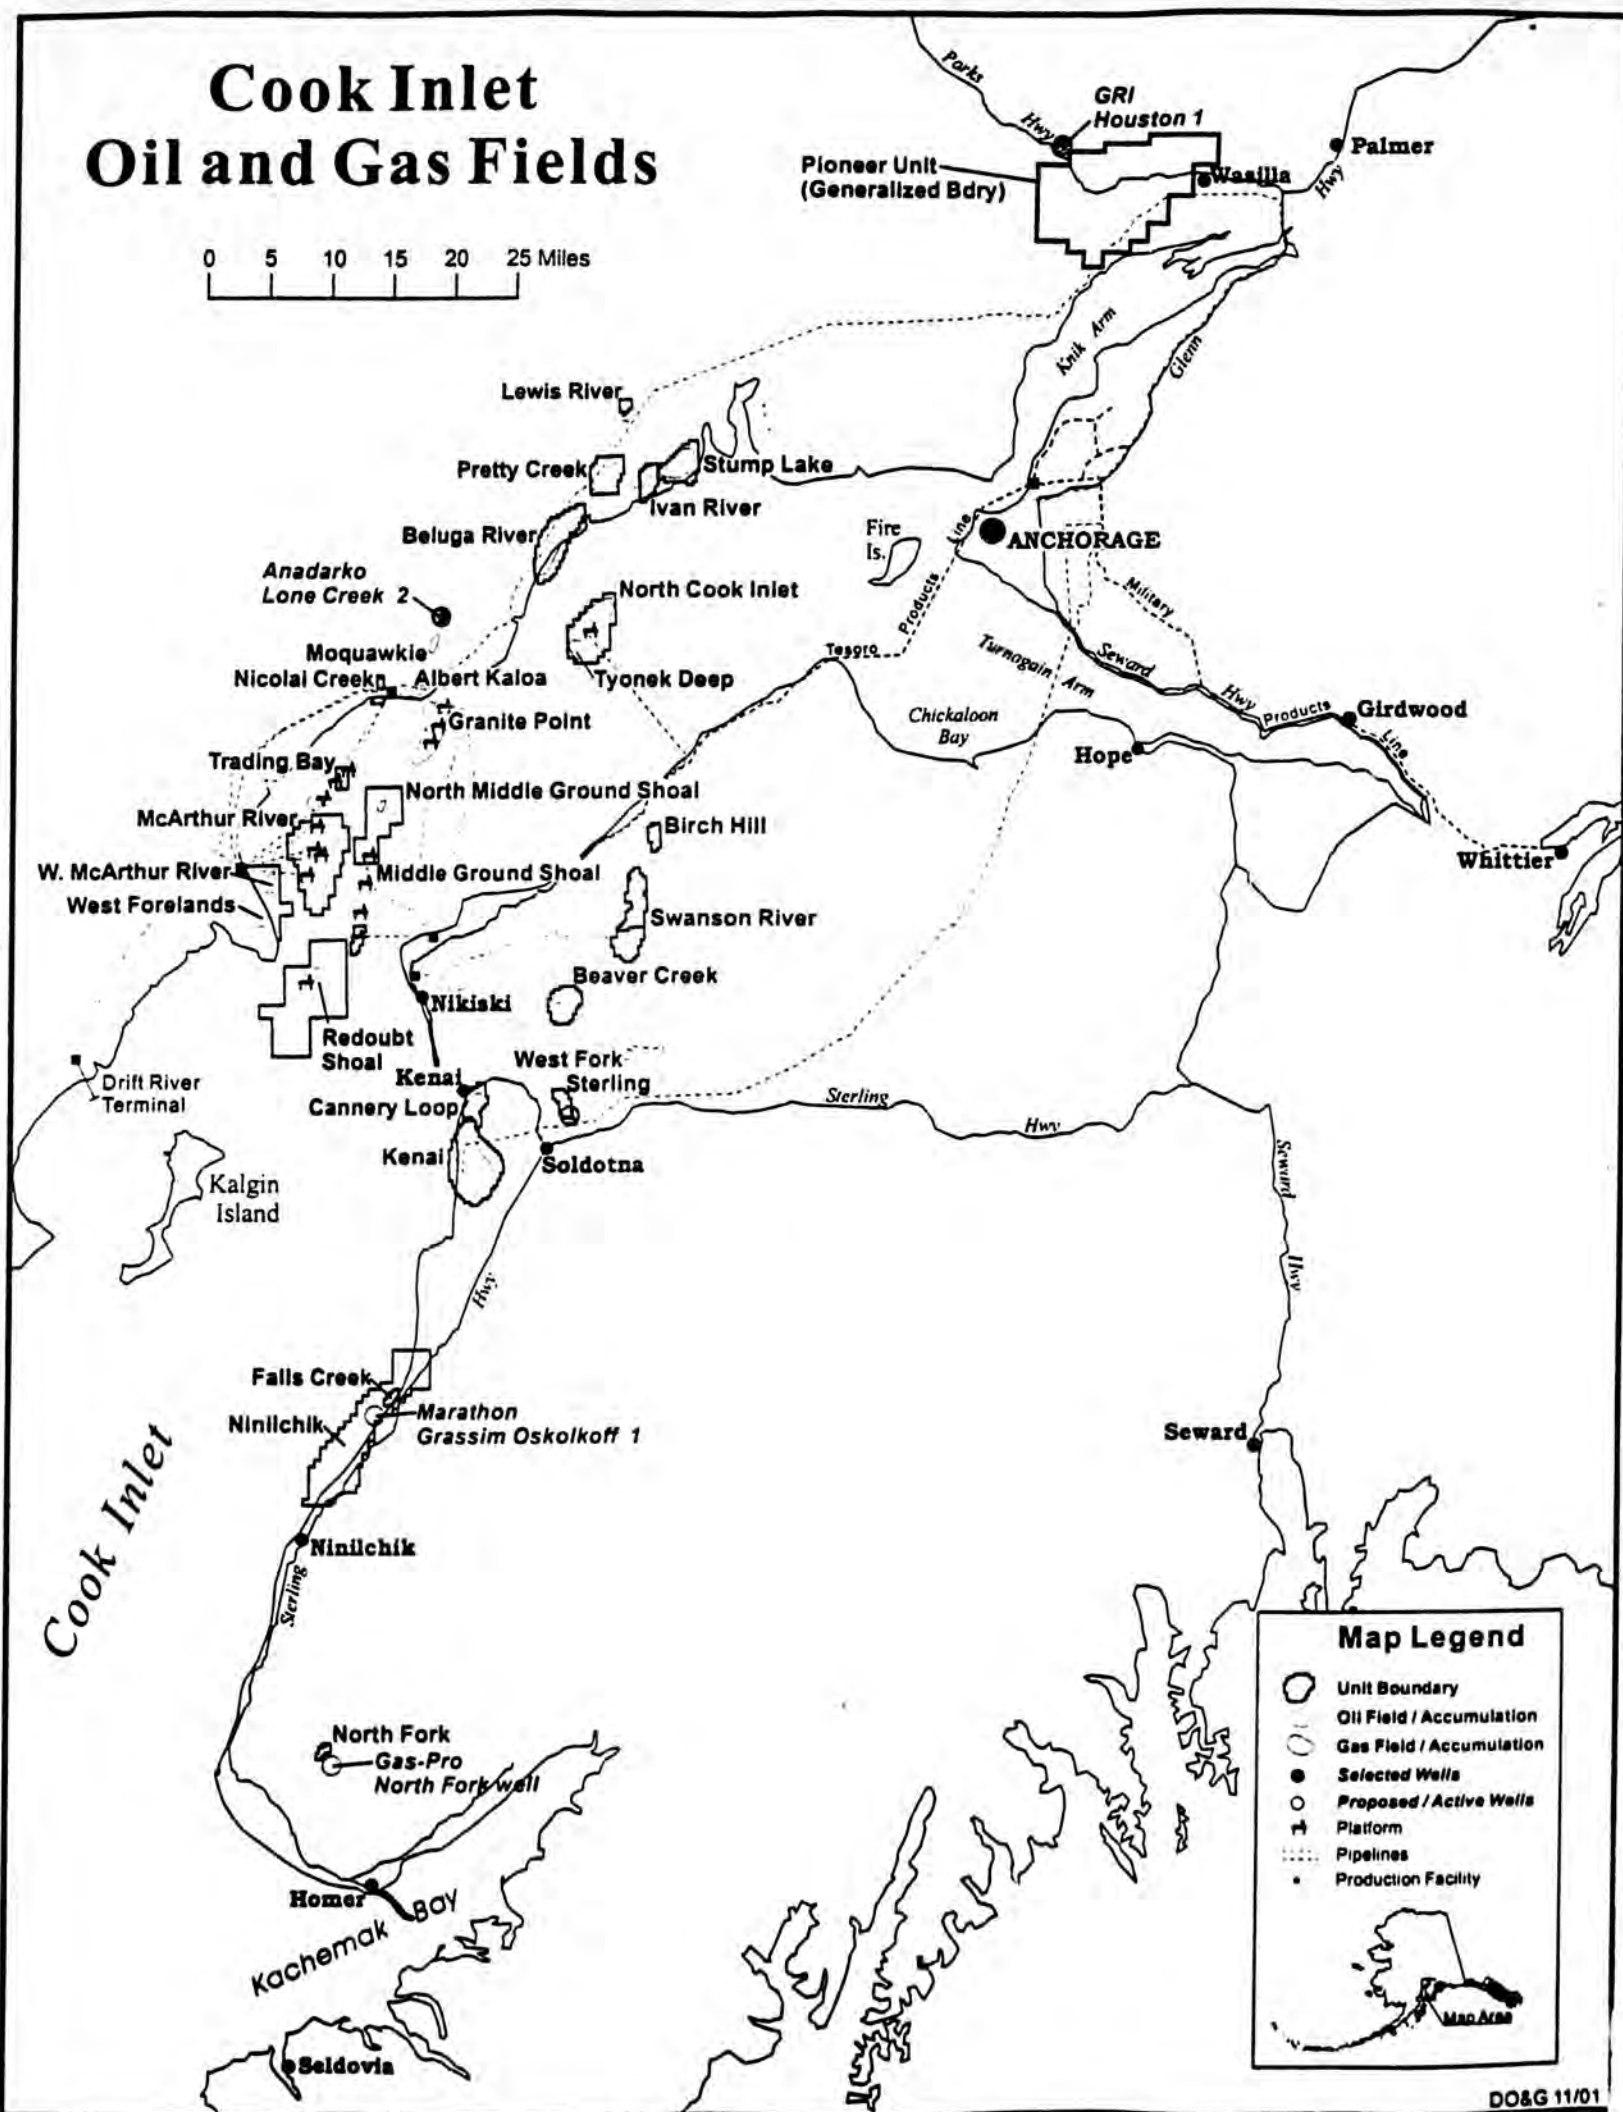 Cook Inlet
Oil and Gas Fields
0 5 10 15 20 25 Miles
Parks
Hwy
GRI
Houston 1
Palmer
Pioneer Unit
(Generalized Bdry)
Wasilla
Hwy
Knik Arm
Glenn
Lewis River
Pretty Creek
Stump Lake
Ivan River
Beluga River
Fire
Is.
Line
ANCHORAGE
Anadarko
Lone Creek 2
North Cook Inlet
Products
Military
Moquawkie
Nicolai Creek
Albert Kaloa
Tyonek Deep
Tesoro
Turnagain Arm
Seward
Hwy
Products
Line
Girdwood
Granite Point
Chickaloon
Bay
Hope
Trading Bay
North Middle Ground Shoal
McArthur River
Birch Hill
W. McArthur River
Middle Ground Shoal
Whittier
West Forelands
Swanson River
Beaver Creek
Nikiski
Redoubt
Shoal
West Fork
Kenai
Sterling
Drift River
Terminal
Cannery Loop
Sterling
Hwy
Kenai
Soldotna
Seward
Hwy
Kalgin
Island
Hwy
Falls Creek
Marathon
Grassim Oskolkoff 1
Ninilchik
Seward
Cook Inlet
Ninilchik
Sterling
North Fork
Gas-Pro
North Fork well
Homer
Kachemak Bay
Seldovia
Map Legend
Unit Boundary
Oil Field / Accumulation
Gas Field / Accumulation
Selected Wells
Proposed / Active Wells
Platform
Pipelines
Production Facility
Map Area
DO&G 11/01